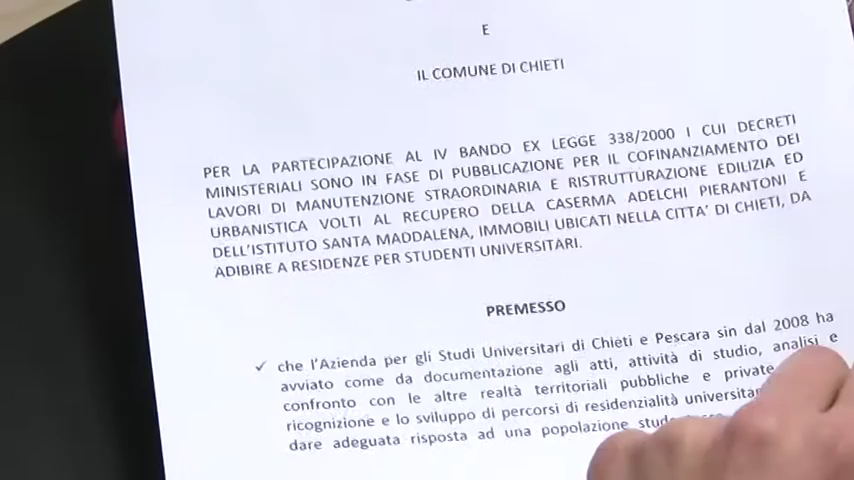 E
IL COMUNE DI CHIETI
PER LA PARTECIPAZIONE AL IV BANDO EX LEGGE 338/2000 I CUI DECRETI
MINISTERIALI SONO IN FASE DI PUBBLICAZIONE PER IL COFINANZIAMENTO DEI
LAVORI DI MANUTENZIONE STRAORDINARIA E RISTRUTTURAZIONE EDILIZIA ED
URBANISTICA VOLTI AL RECUPERO DELLA CASERMA ADELCHI PIERANTONI E
DELL'ISTITUTO SANTA MADDALENA, IMMOBILI UBICATI NELLA CITTA' DI CHIETI, DA
ADIBIRE A RESIDENZE PER STUDENTI UNIVERSITARI.
PREMESSO
✓ che l'Azienda per gli Studi Universitari di Chieti e Pescara sin dal 2008 ha
avviato come da documentazione agli atti, attività di studio, analisi e
confronto con le altre realtà territoriali pubbliche e private
ricognizione e lo sviluppo di percorsi di residenzialità
dare adeguata risposta ad una popolazione